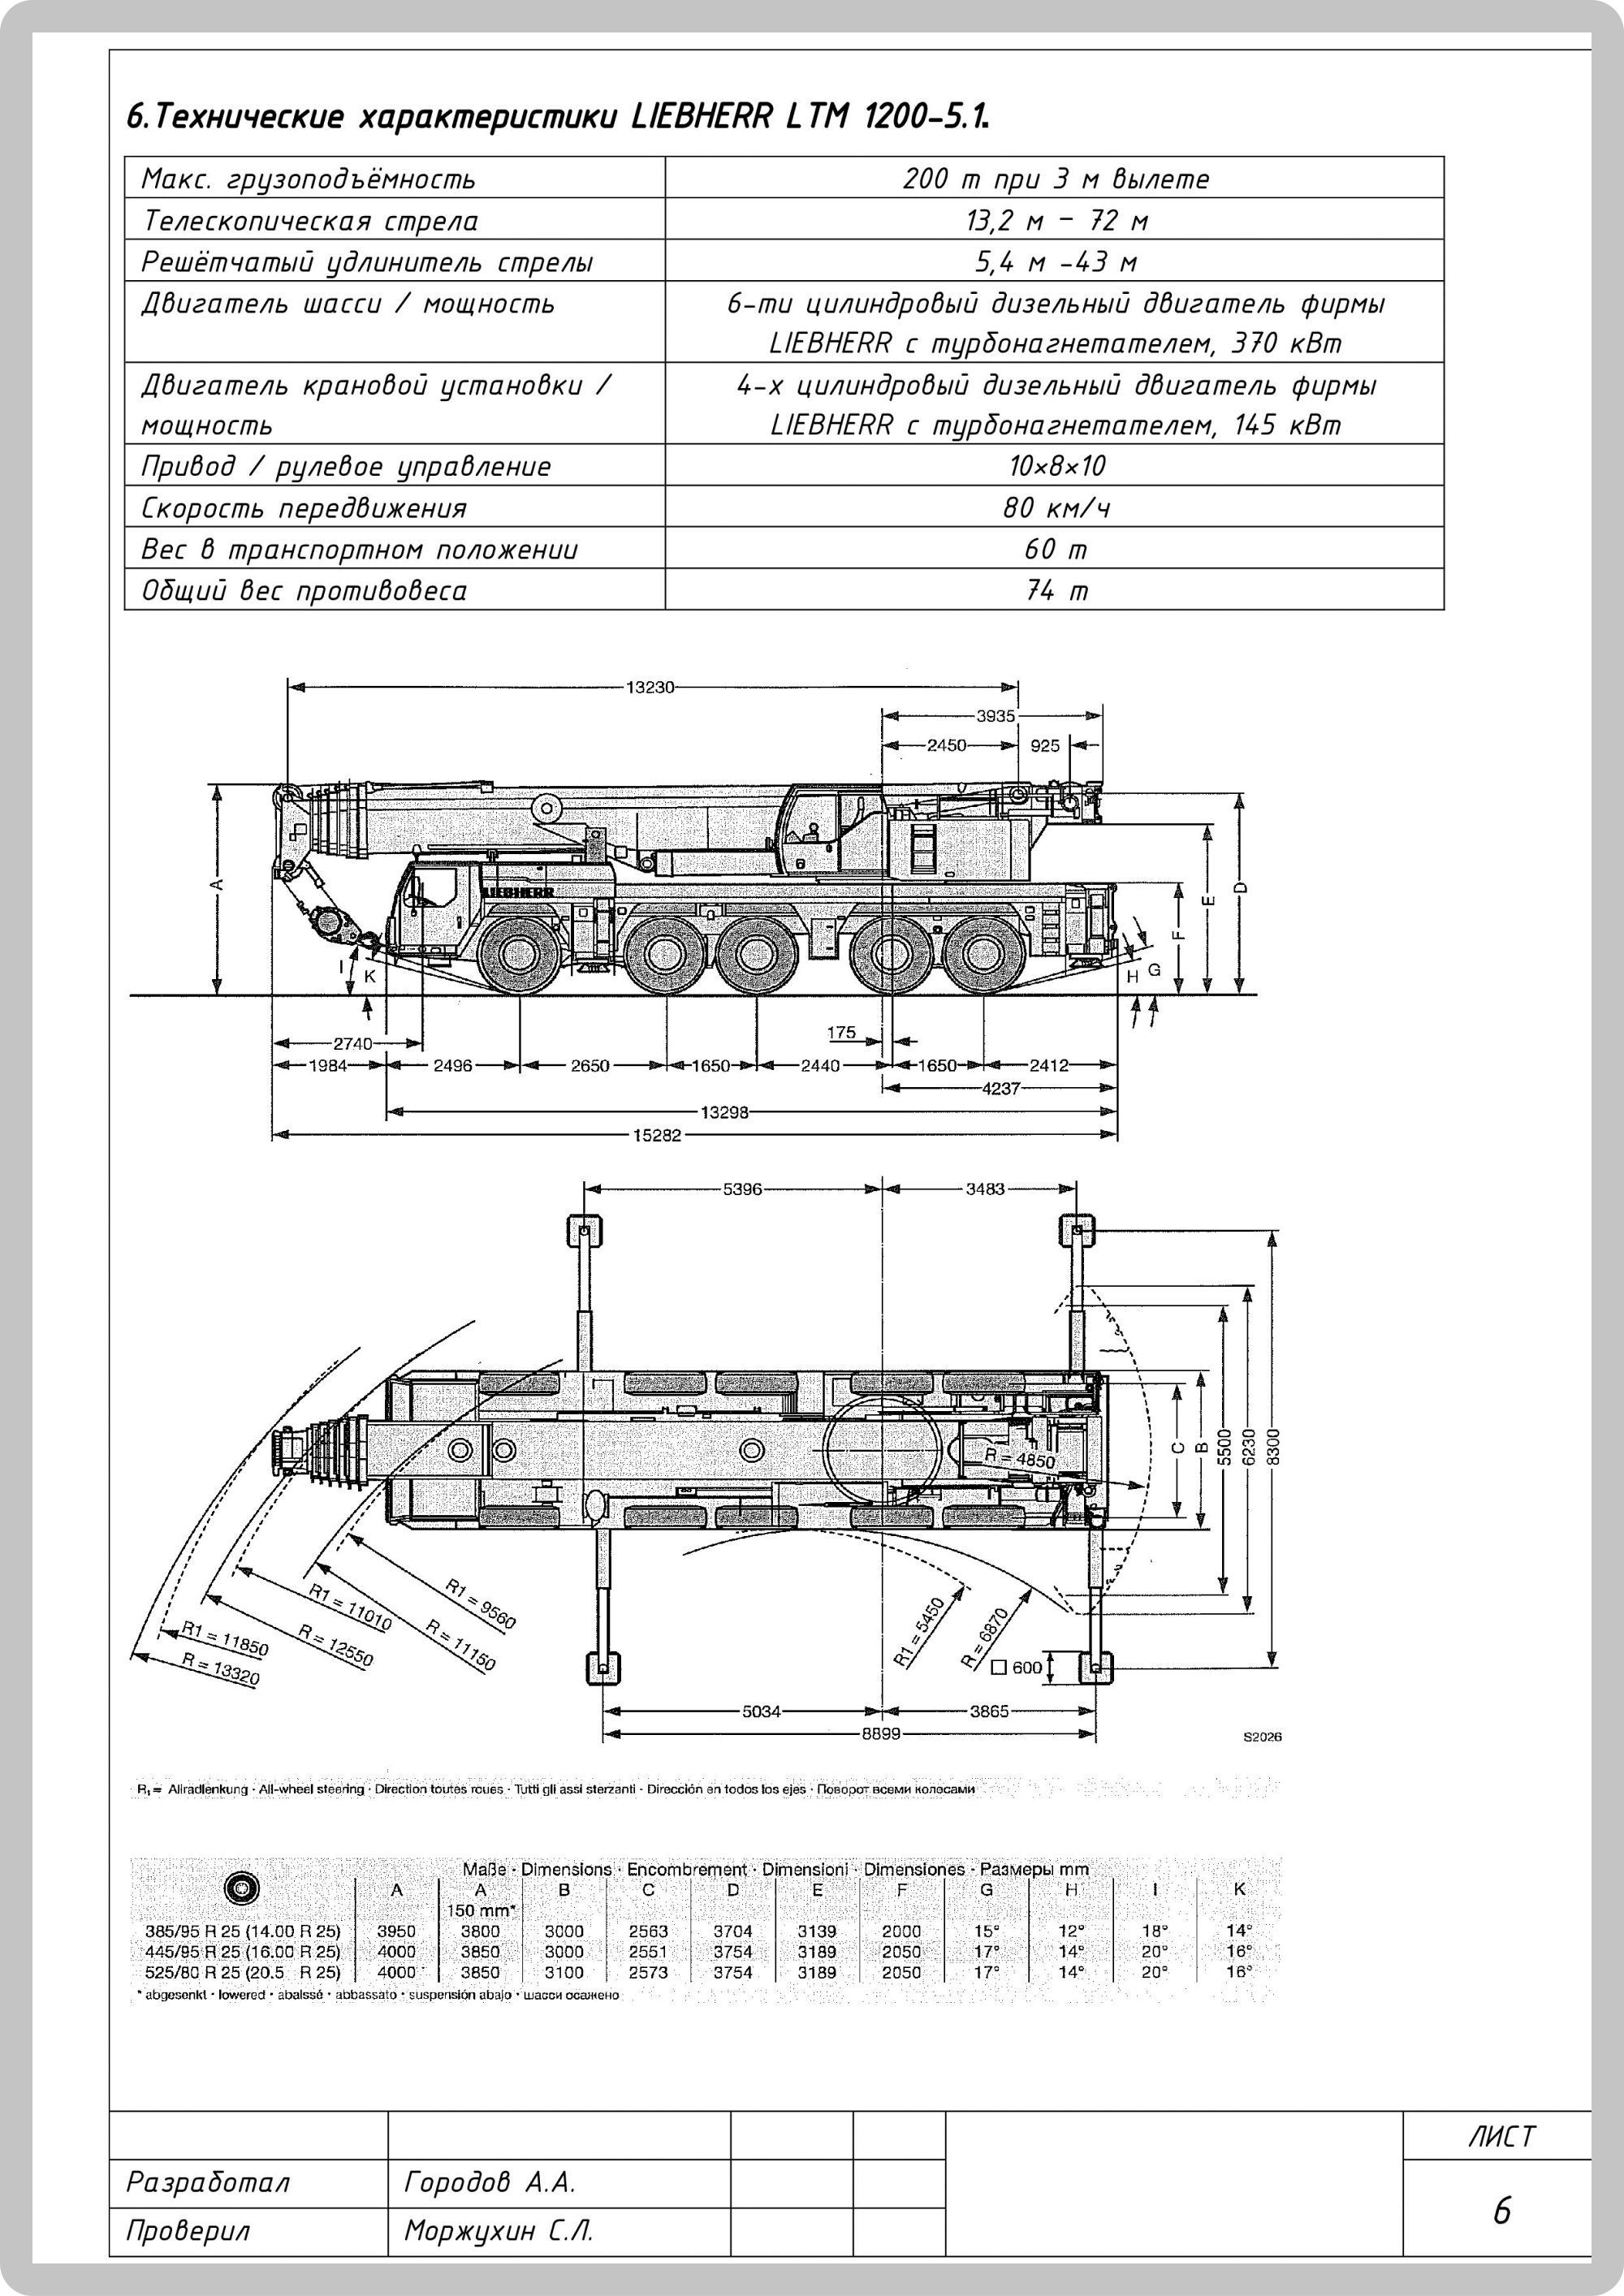 6.Технические характеристики LIEBHERR LTM 1200-5.1.
Макс. грузоподъёмность 200 т при 3 м вылете
Телескопическая стрела 13,2 м - 72 м
Решётчатый удлинитель стрелы 5,4 м -43 м
Двигатель шасси / мощность 6-ти цилиндровый дизельный двигатель фирмы
LIEBHERR с турбонагнетателем, 370 кВт
Двигатель крановой установки / 4-х цилиндровый дизельный двигатель фирмы
мощность LIEBHERR с турбонагнетателем, 145 кВт
Привод / рулевое управление 10×8×10
Скорость передвижения 80 км/ч
Вес в транспортном положении 60 т
Общий вес противовеса 74 т
13230
3935
2450 925
A
LIEBHERR
D
E
F
I K H G
175
2740
1984 2496 2650 1650 2440 1650 2412
4237
13298
15282
5396 3483
R = 4850
C B 5500 6230 8300
R1 = 9560
R = 11150
R1 = 11010
R = 12550
R1 = 11850
R = 13320
R1 = 5450
R = 6870
□ 600
5034 3865
8899
S2026
R₁ = Allradlenkung · All-wheel steering · Direction toutes roues · Tutti gli assi sterzanti · Dirección en todos los ejes · Поворот всеми колесами
Maße · Dimensions · Encombrement · Dimensioni · Dimensiones · Размеры mm
A A B C D E F G H I K
150 mm*
385/95 R 25 (14.00 R 25) 3950 3800 3000 2563 3704 3139 2000 15° 12° 18° 14°
445/95 R 25 (16.00 R 25) 4000 3850 3000 2551 3754 3189 2050 17° 14° 20° 16°
525/80 R 25 (20.5 R 25) 4000 3850 3100 2573 3754 3189 2050 17° 14° 20° 16°
* abgesenkt · lowered · abaissé · abbassato · suspensión abajo · шасси осажено
ЛИСТ
Разработал Городов А.А.
6
Проверил Моржухин С.Л.